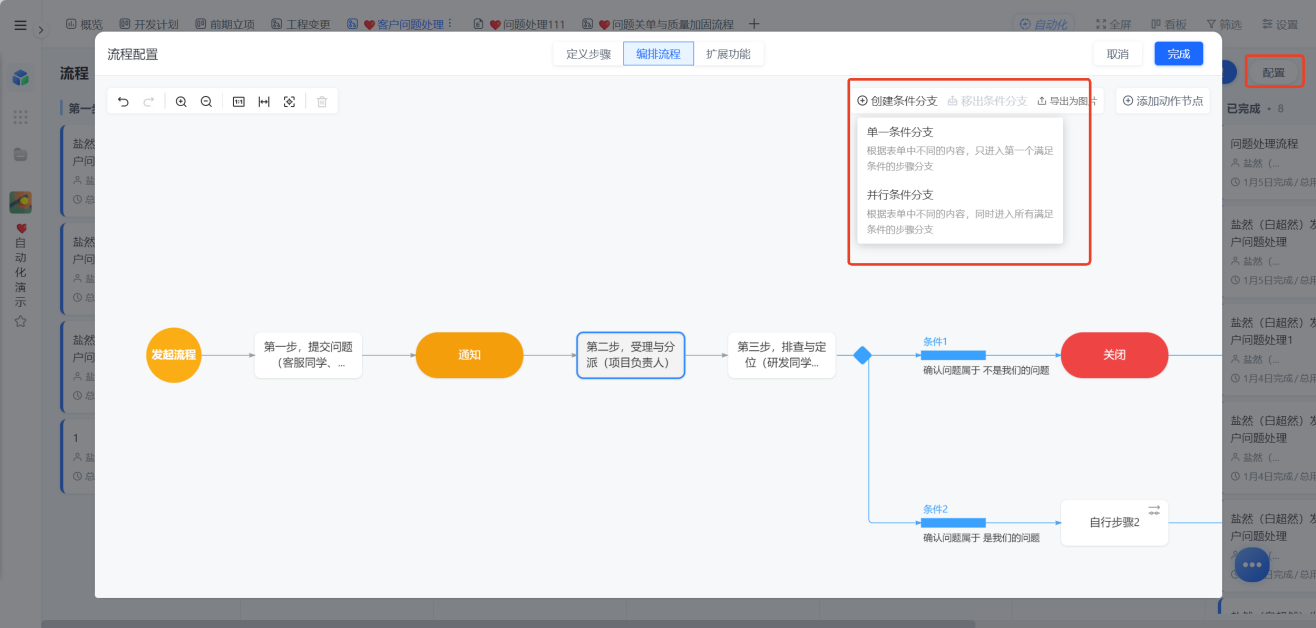 概览
开发计划
前期立项
工程变更
客户问题处理
问题处理111
问题关单与质量加固流程
自动化
全屏
看板
筛选
设置
流程配置
定义步骤
编排流程
扩展功能
取消
完成
流程
配置
创建条件分支
移出条件分支
导出为图片
添加动作节点
单一条件分支
根据表单中不同的内容，只进入第一个满足
条件的步骤分支
并行条件分支
根据表单中不同的内容，同时进入所有满足
条件的步骤分支
第一
盐然
户问
盐
总
盐然
户问
盐
总
盐然
户问
盐
总
1
盐
总
自
动
化
演
示
发起流程
第一步，提交问题
（客服同学、...
通知
第二步，受理与分
派（项目负责人）
第三步，排查与定
位（研发同学...
条件1
确认问题属于 不是我们的问题
关闭
条件2
确认问题属于 是我们的问题
自行步骤2
已完成 · 8
问题处理流程
盐然（...
1月5日完成/总用
盐然（白超然）发
户问题处理
盐然（...
1月5日完成/总用
盐然（白超然）发
户问题处理1
盐然（...
1月4日完成/总用
盐然（白超然）发
户问题处理
盐然（...
1月4日完成/总用
盐然（白超然）发
户问题处理
日完成/总用